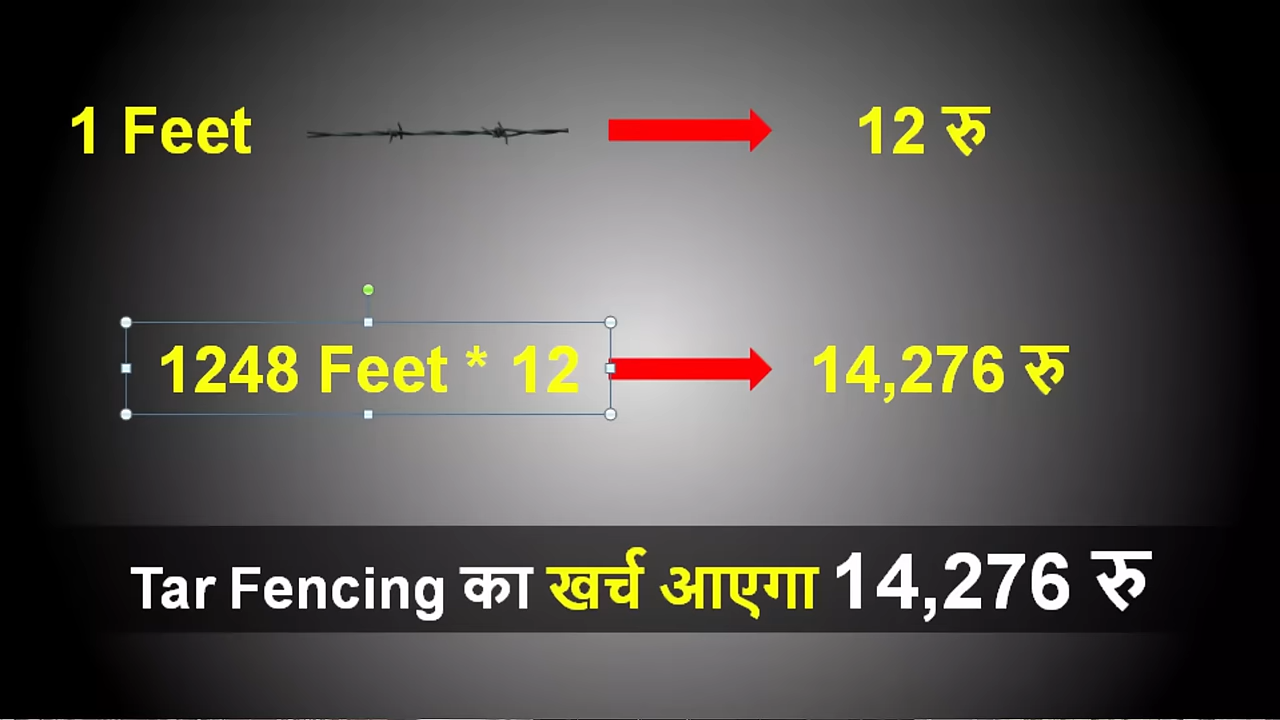 1 Feet 12 रु
1248 Feet * 12 14,276 रु
Tar Fencing का खर्च आएगा 14,276 रु